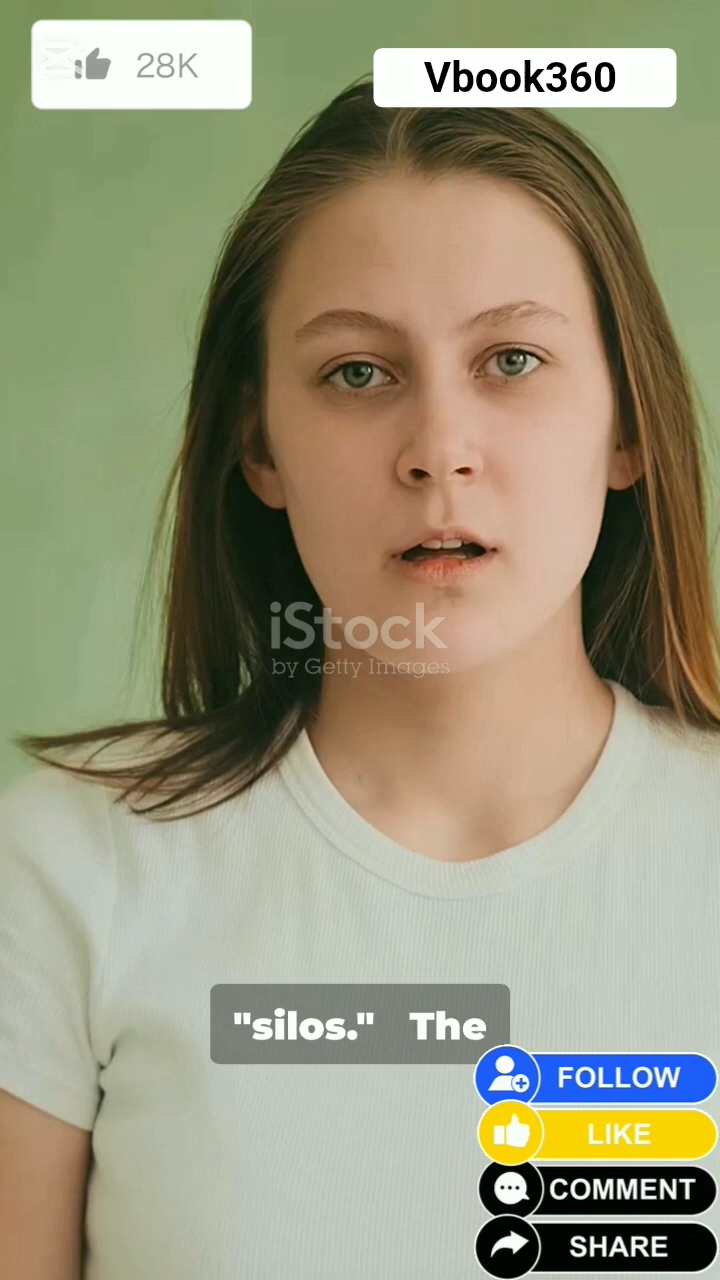 28K
Vbook360
iStock
by Getty Images
"silos." The
FOLLOW
LIKE
COMMENT
SHARE